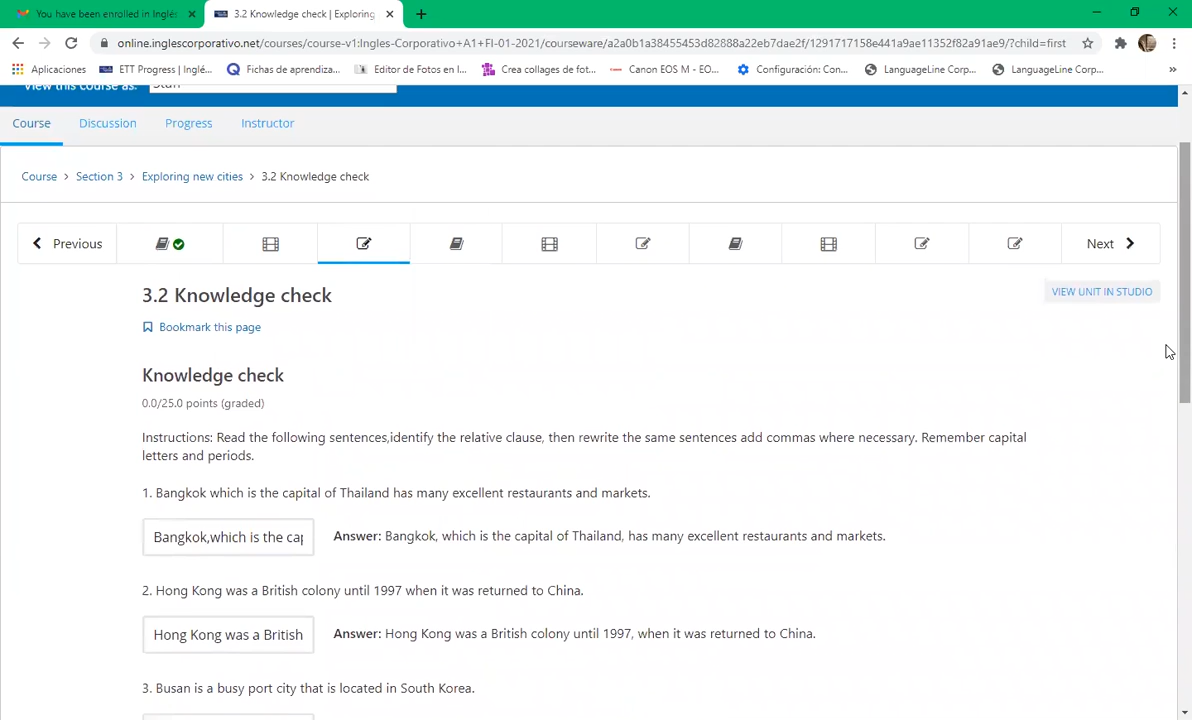 You have been enrolled in Inglés
3.2 Knowledge check | Exploring
online.inglescorporativo.net/courses/course-v1:Ingles-Corporativo+A1+FI-01-2021/courseware/a2a0b1a38455453d82888a22eb7dae2f/1291717158e441a9ae11352f82a91ae9/?child=first
Aplicaciones
ETT Progress | Inglé...
Fichas de aprendiza...
Editor de Fotos en l...
Crea collages de fot...
Canon EOS M - EO...
Configuración: Con...
LanguageLine Corp...
LanguageLine Corp...
View this course as:
Staff
Course
Discussion
Progress
Instructor
Course > Section 3 > Exploring new cities > 3.2 Knowledge check
Previous
Next
3.2 Knowledge check
VIEW UNIT IN STUDIO
Bookmark this page
Knowledge check
0.0/25.0 points (graded)
Instructions: Read the following sentences,identify the relative clause, then rewrite the same sentences add commas where necessary. Remember capital
letters and periods.
1. Bangkok which is the capital of Thailand has many excellent restaurants and markets.
Bangkok,which is the cap
Answer: Bangkok, which is the capital of Thailand, has many excellent restaurants and markets.
2. Hong Kong was a British colony until 1997 when it was returned to China.
Hong Kong was a British
Answer: Hong Kong was a British colony until 1997, when it was returned to China.
3. Busan is a busy port city that is located in South Korea.